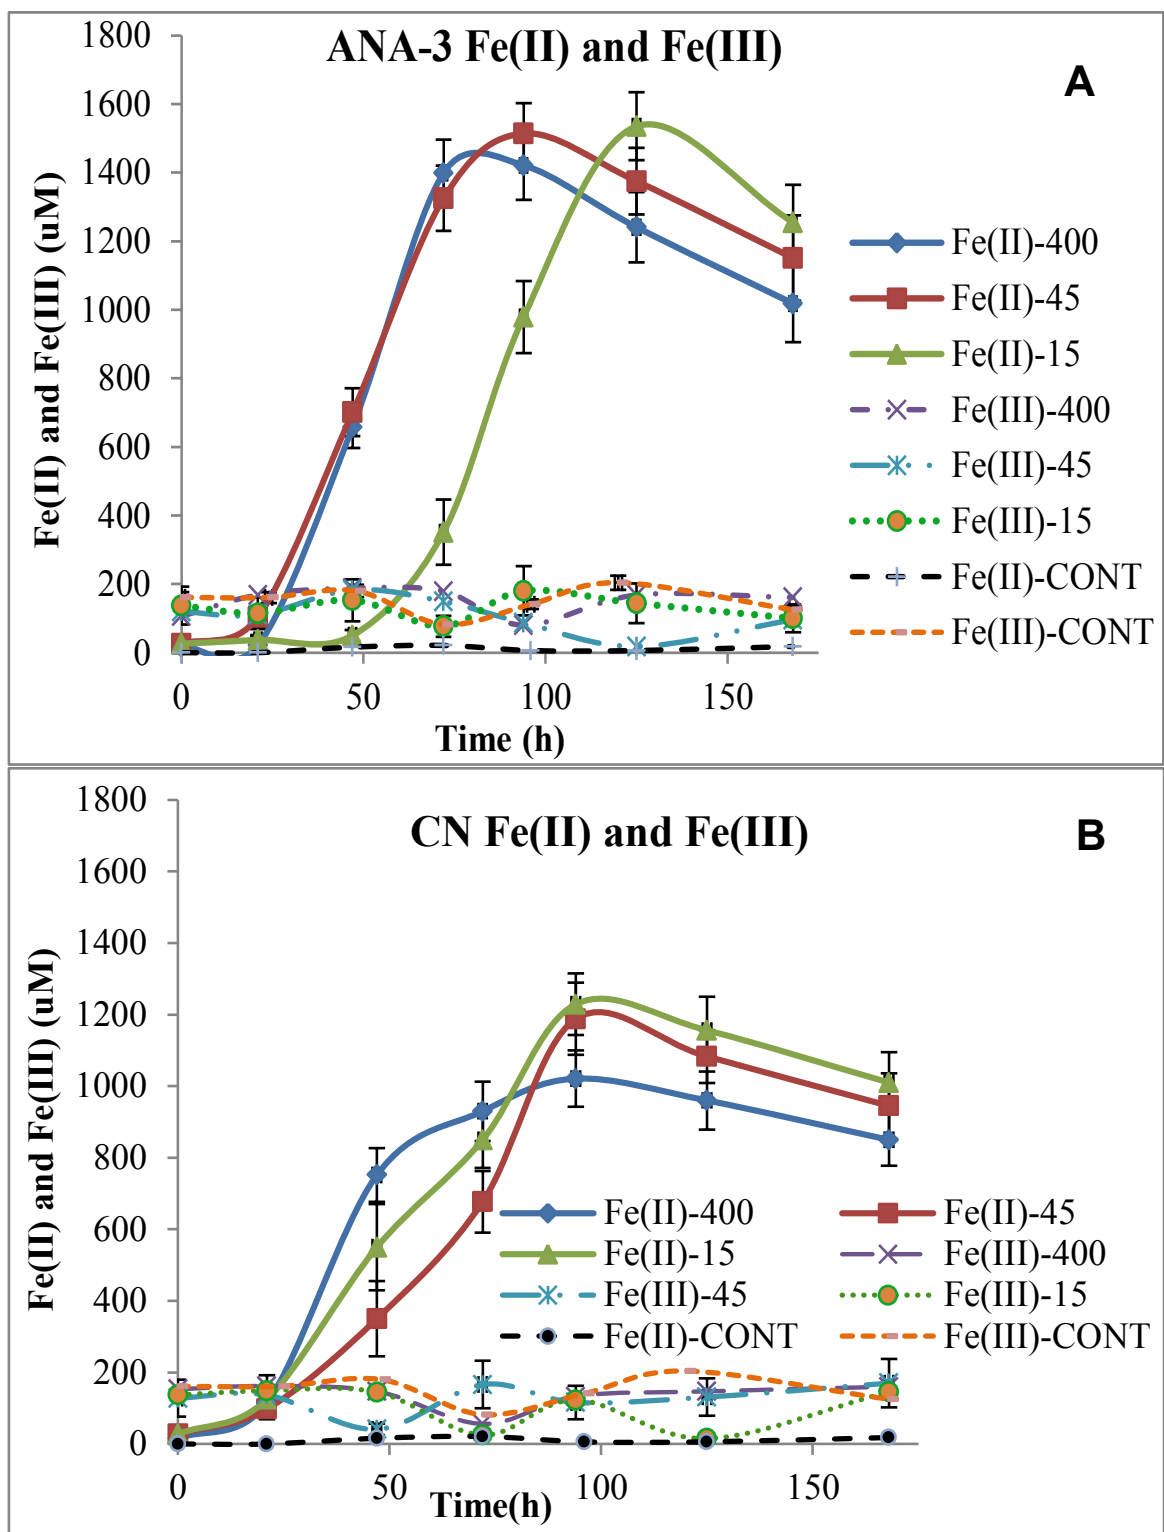 ANA-3 Fe(II) and Fe(III)
A
Fe(II) and Fe(III) (uM)
1800
1600
1400
1200
1000
800
600
400
200
0
0
50
100
150
Time (h)
Fe(II)-400
Fe(II)-45
Fe(II)-15
Fe(III)-400
Fe(III)-45
Fe(III)-15
Fe(II)-CONT
Fe(III)-CONT
CN Fe(II) and Fe(III)
B
Fe(II) and Fe(III) (uM)
1800
1600
1400
1200
1000
800
600
400
200
0
0
50
100
150
Time(h)
Fe(II)-400
Fe(II)-45
Fe(II)-15
Fe(III)-400
Fe(III)-45
Fe(III)-15
Fe(II)-CONT
Fe(III)-CONT